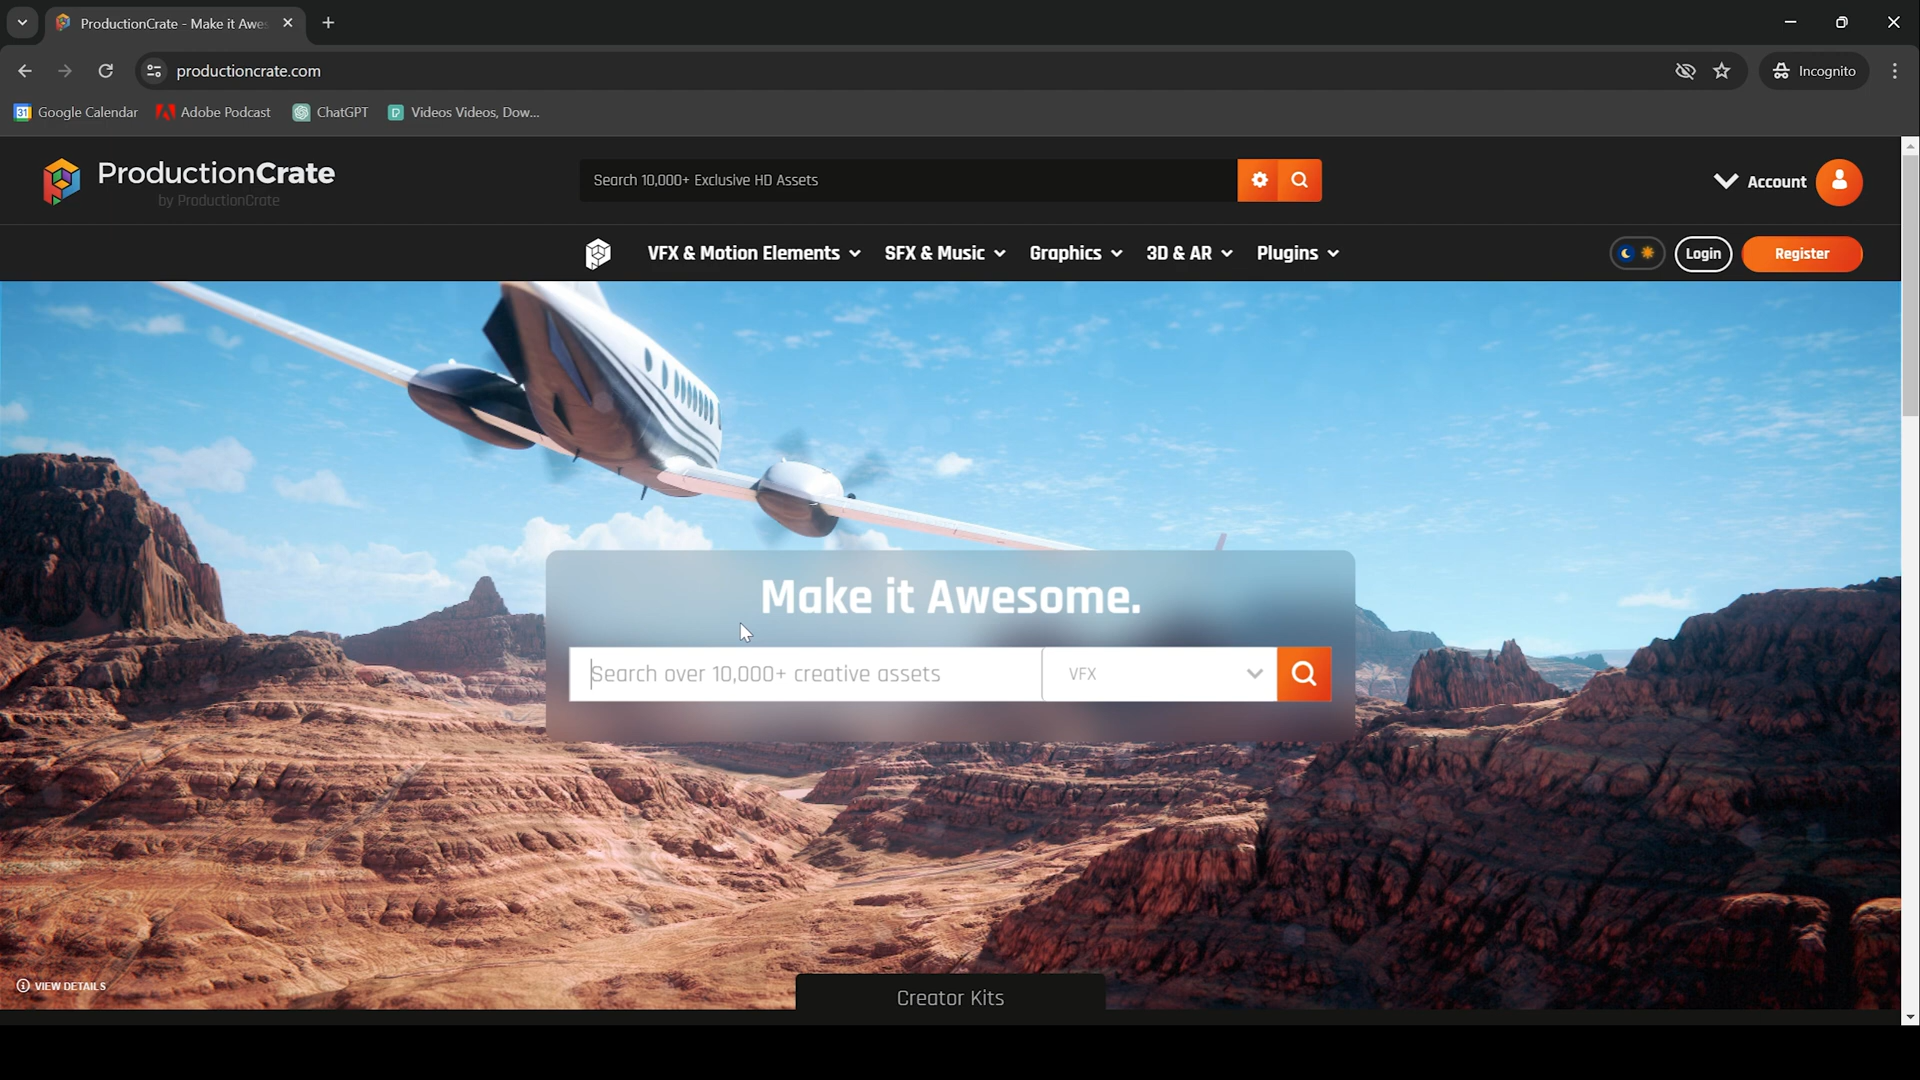 ProductionCrate - Make it Awe
productioncrate.com
Incognito
31 Google Calendar
Adobe Podcast
ChatGPT
Videos Videos, Dow...
ProductionCrate
by ProductionCrate
Search 10,000+ Exclusive HD Assets
Account
VFX & Motion Elements
SFX & Music
Graphics
3D & AR
Plugins
Login
Register
Make it Awesome.
Search over 10,000+ creative assets
VFX
VIEW DETAILS
Creator Kits